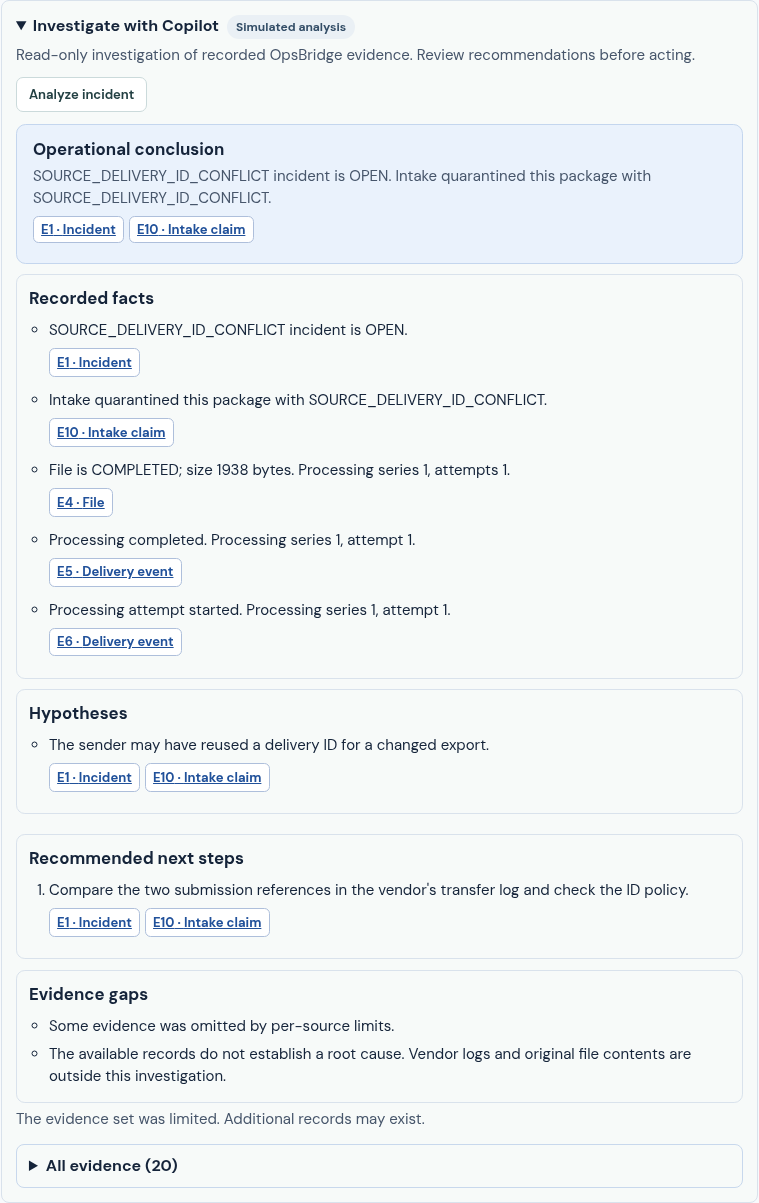 ▼ Investigate with Copilot Simulated analysis
Read-only investigation of recorded OpsBridge evidence. Review recommendations before acting.
Analyze incident
Operational conclusion
SOURCE_DELIVERY_ID_CONFLICT incident is OPEN. Intake quarantined this package with
SOURCE_DELIVERY_ID_CONFLICT.
E1 · Incident E10 · Intake claim
Recorded facts
◦ SOURCE_DELIVERY_ID_CONFLICT incident is OPEN.
E1 · Incident
◦ Intake quarantined this package with SOURCE_DELIVERY_ID_CONFLICT.
E10 · Intake claim
◦ File is COMPLETED; size 1938 bytes. Processing series 1, attempts 1.
E4 · File
◦ Processing completed. Processing series 1, attempt 1.
E5 · Delivery event
◦ Processing attempt started. Processing series 1, attempt 1.
E6 · Delivery event
Hypotheses
◦ The sender may have reused a delivery ID for a changed export.
E1 · Incident E10 · Intake claim
Recommended next steps
1. Compare the two submission references in the vendor's transfer log and check the ID policy.
E1 · Incident E10 · Intake claim
Evidence gaps
◦ Some evidence was omitted by per-source limits.
◦ The available records do not establish a root cause. Vendor logs and original file contents are
outside this investigation.
The evidence set was limited. Additional records may exist.
▶ All evidence (20)